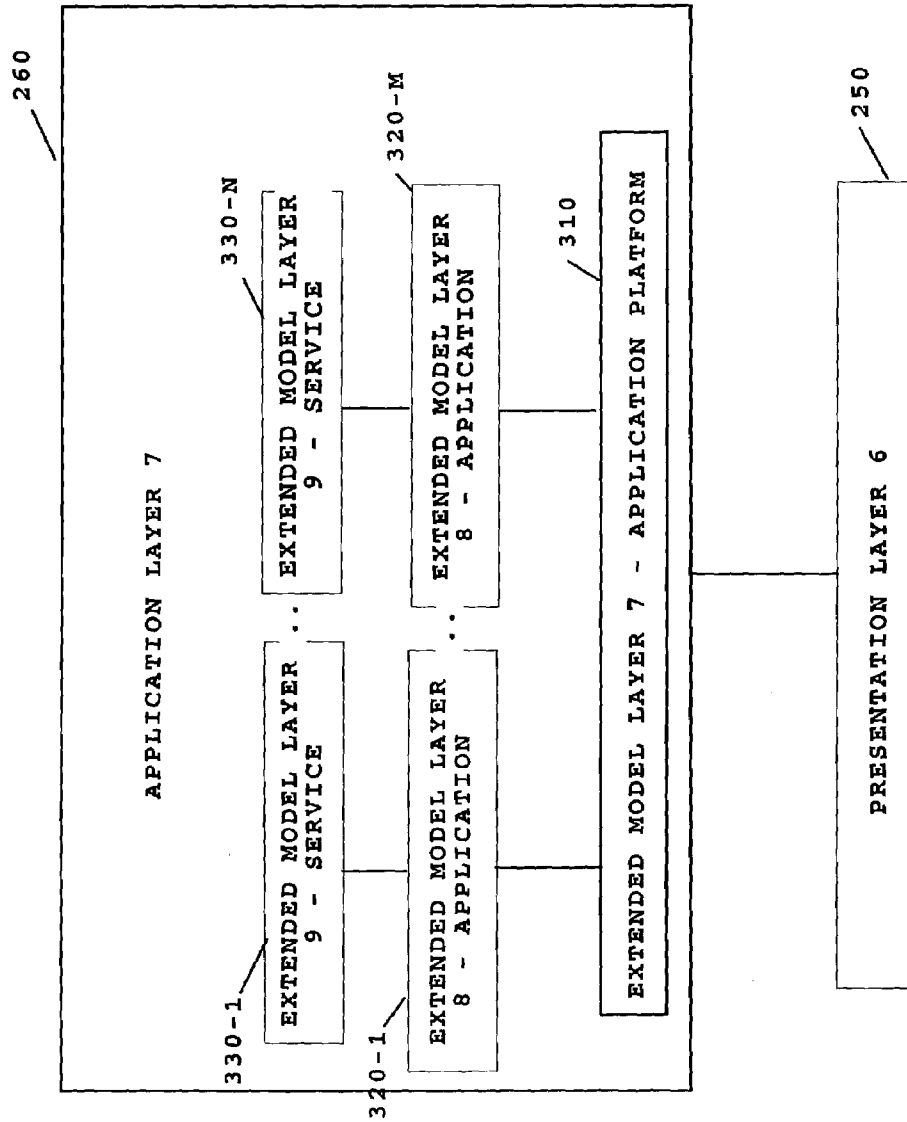 260
APPLICATION LAYER 7
330-1
330-N
EXTENDED MODEL LAYER
9 - SERVICE
..
EXTENDED MODEL LAYER
9 - SERVICE
320-1
320-M
EXTENDED MODEL LAYER
8 - APPLICATION
..
EXTENDED MODEL LAYER
8 - APPLICATION
310
EXTENDED MODEL LAYER 7 - APPLICATION PLATFORM
250
PRESENTATION LAYER 6